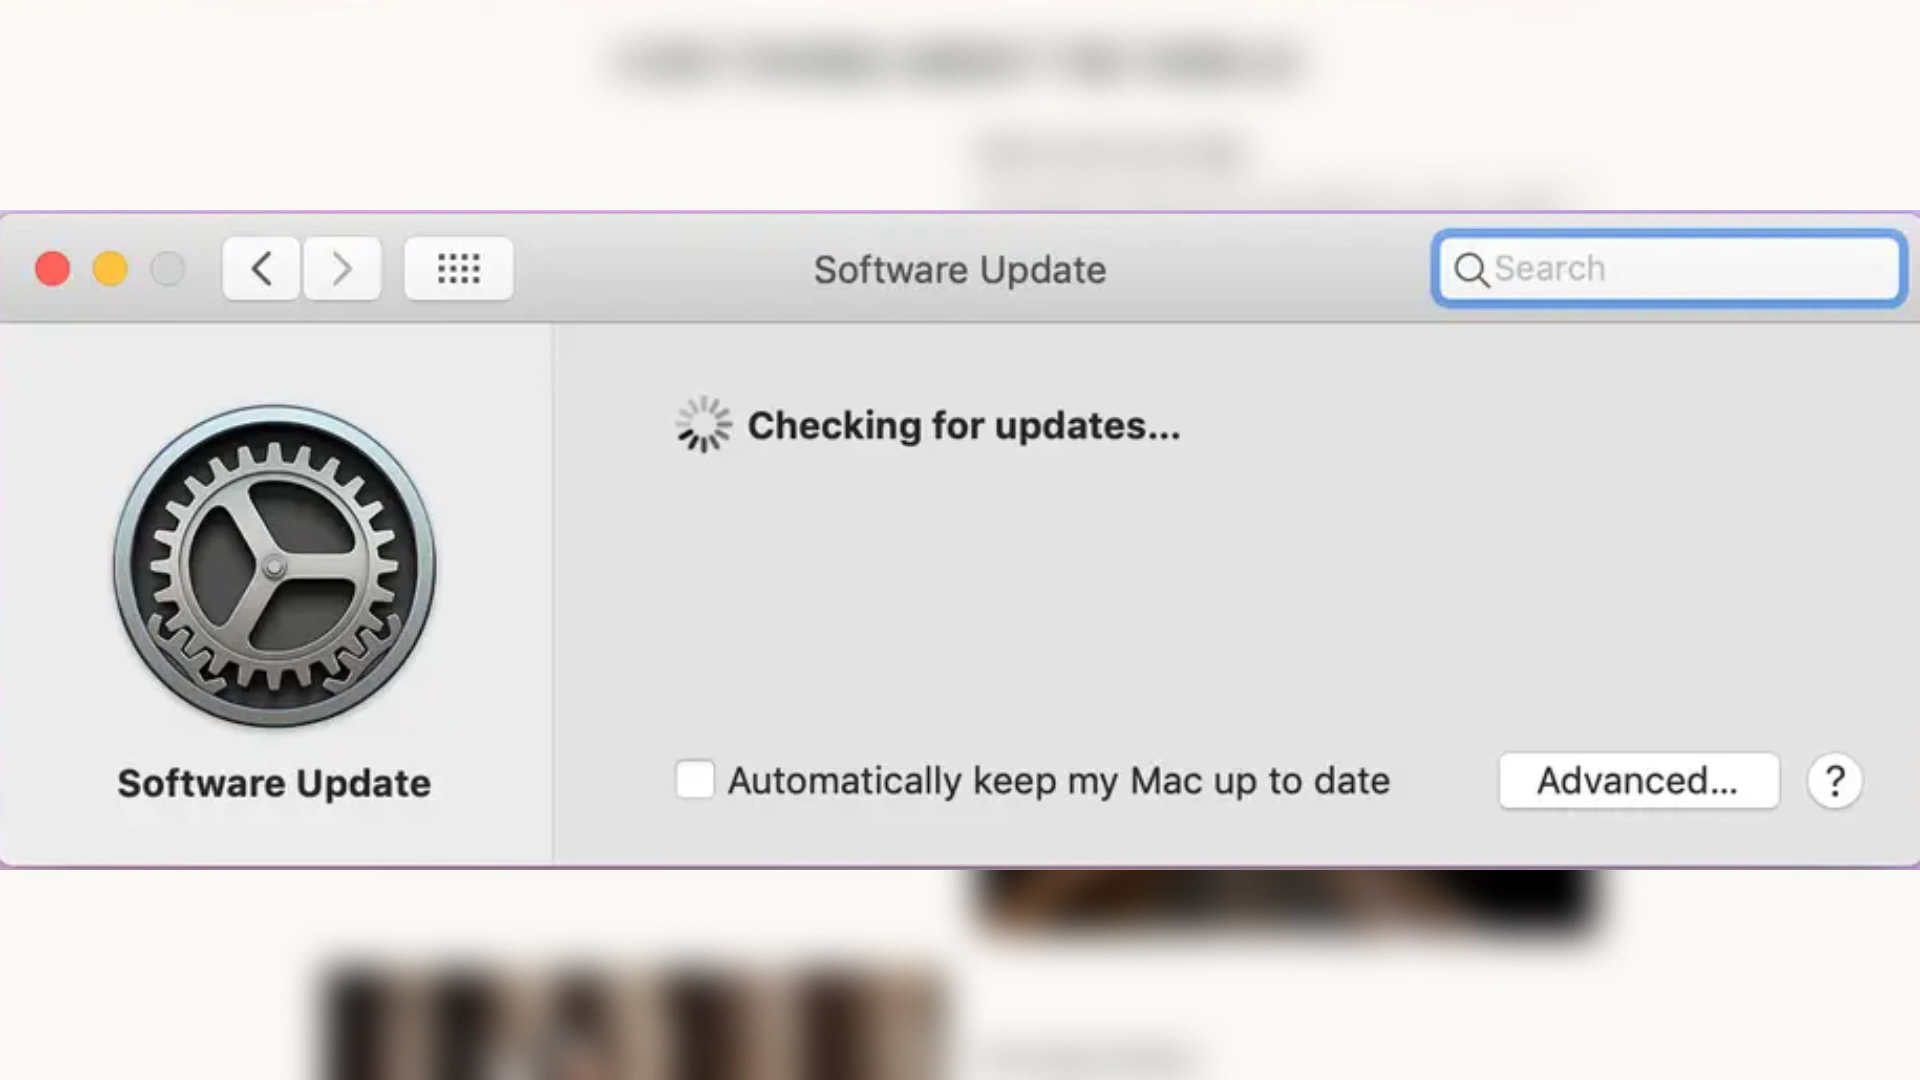 Software Update
Search
Checking for updates...
Software Update
Automatically keep my Mac up to date
Advanced...
?